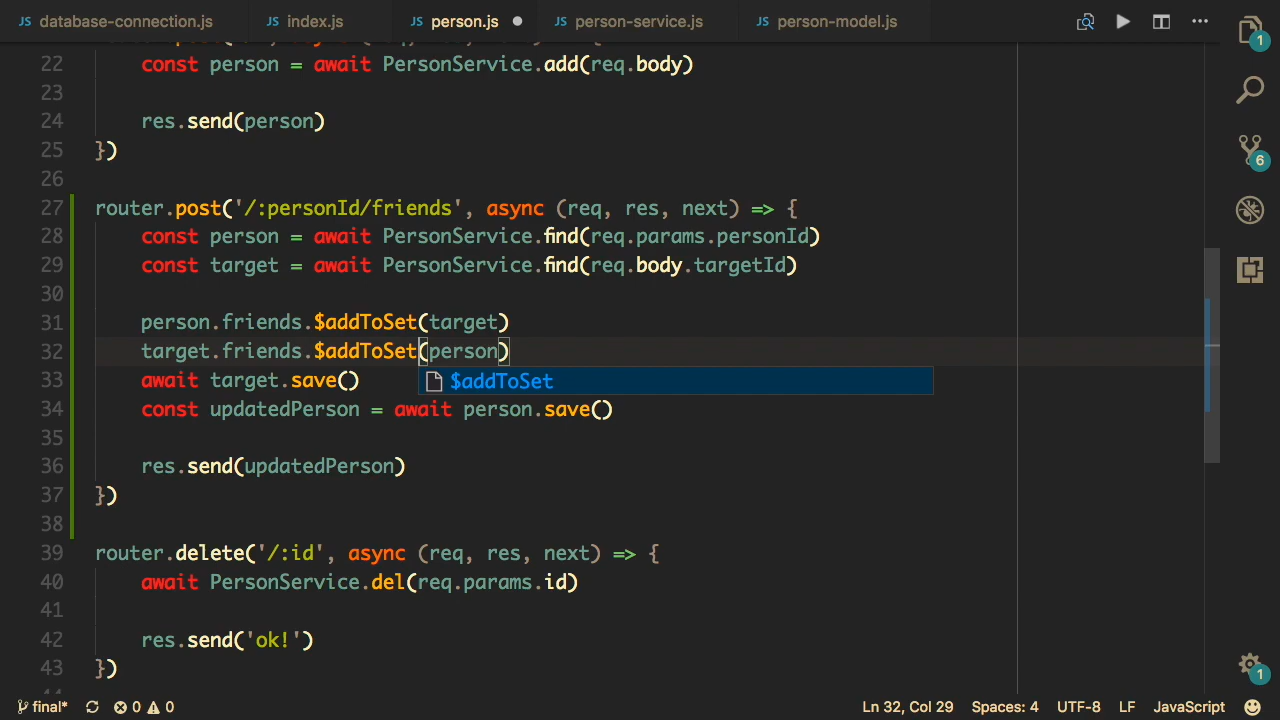 JS database-connection.js JS index.js JS person.js JS person-service.js JS person-model.js
22 const person = await PersonService.add(req.body)
23
24 res.send(person)
25 })
26
27 router.post('/:personId/friends', async (req, res, next) => {
28 const person = await PersonService.find(req.params.personId)
29 const target = await PersonService.find(req.body.targetId)
30
31 person.friends.$addToSet(target)
32 target.friends.$addToSet(person)
33 await target.save()
$addToSet
34 const updatedPerson = await person.save()
35
36 res.send(updatedPerson)
37 })
38
39 router.delete('/:id', async (req, res, next) => {
40 await PersonService.del(req.params.id)
41
42 res.send('ok!')
43 })
1
6
1
final* 0 0 Ln 32, Col 29 Spaces: 4 UTF-8 LF JavaScript